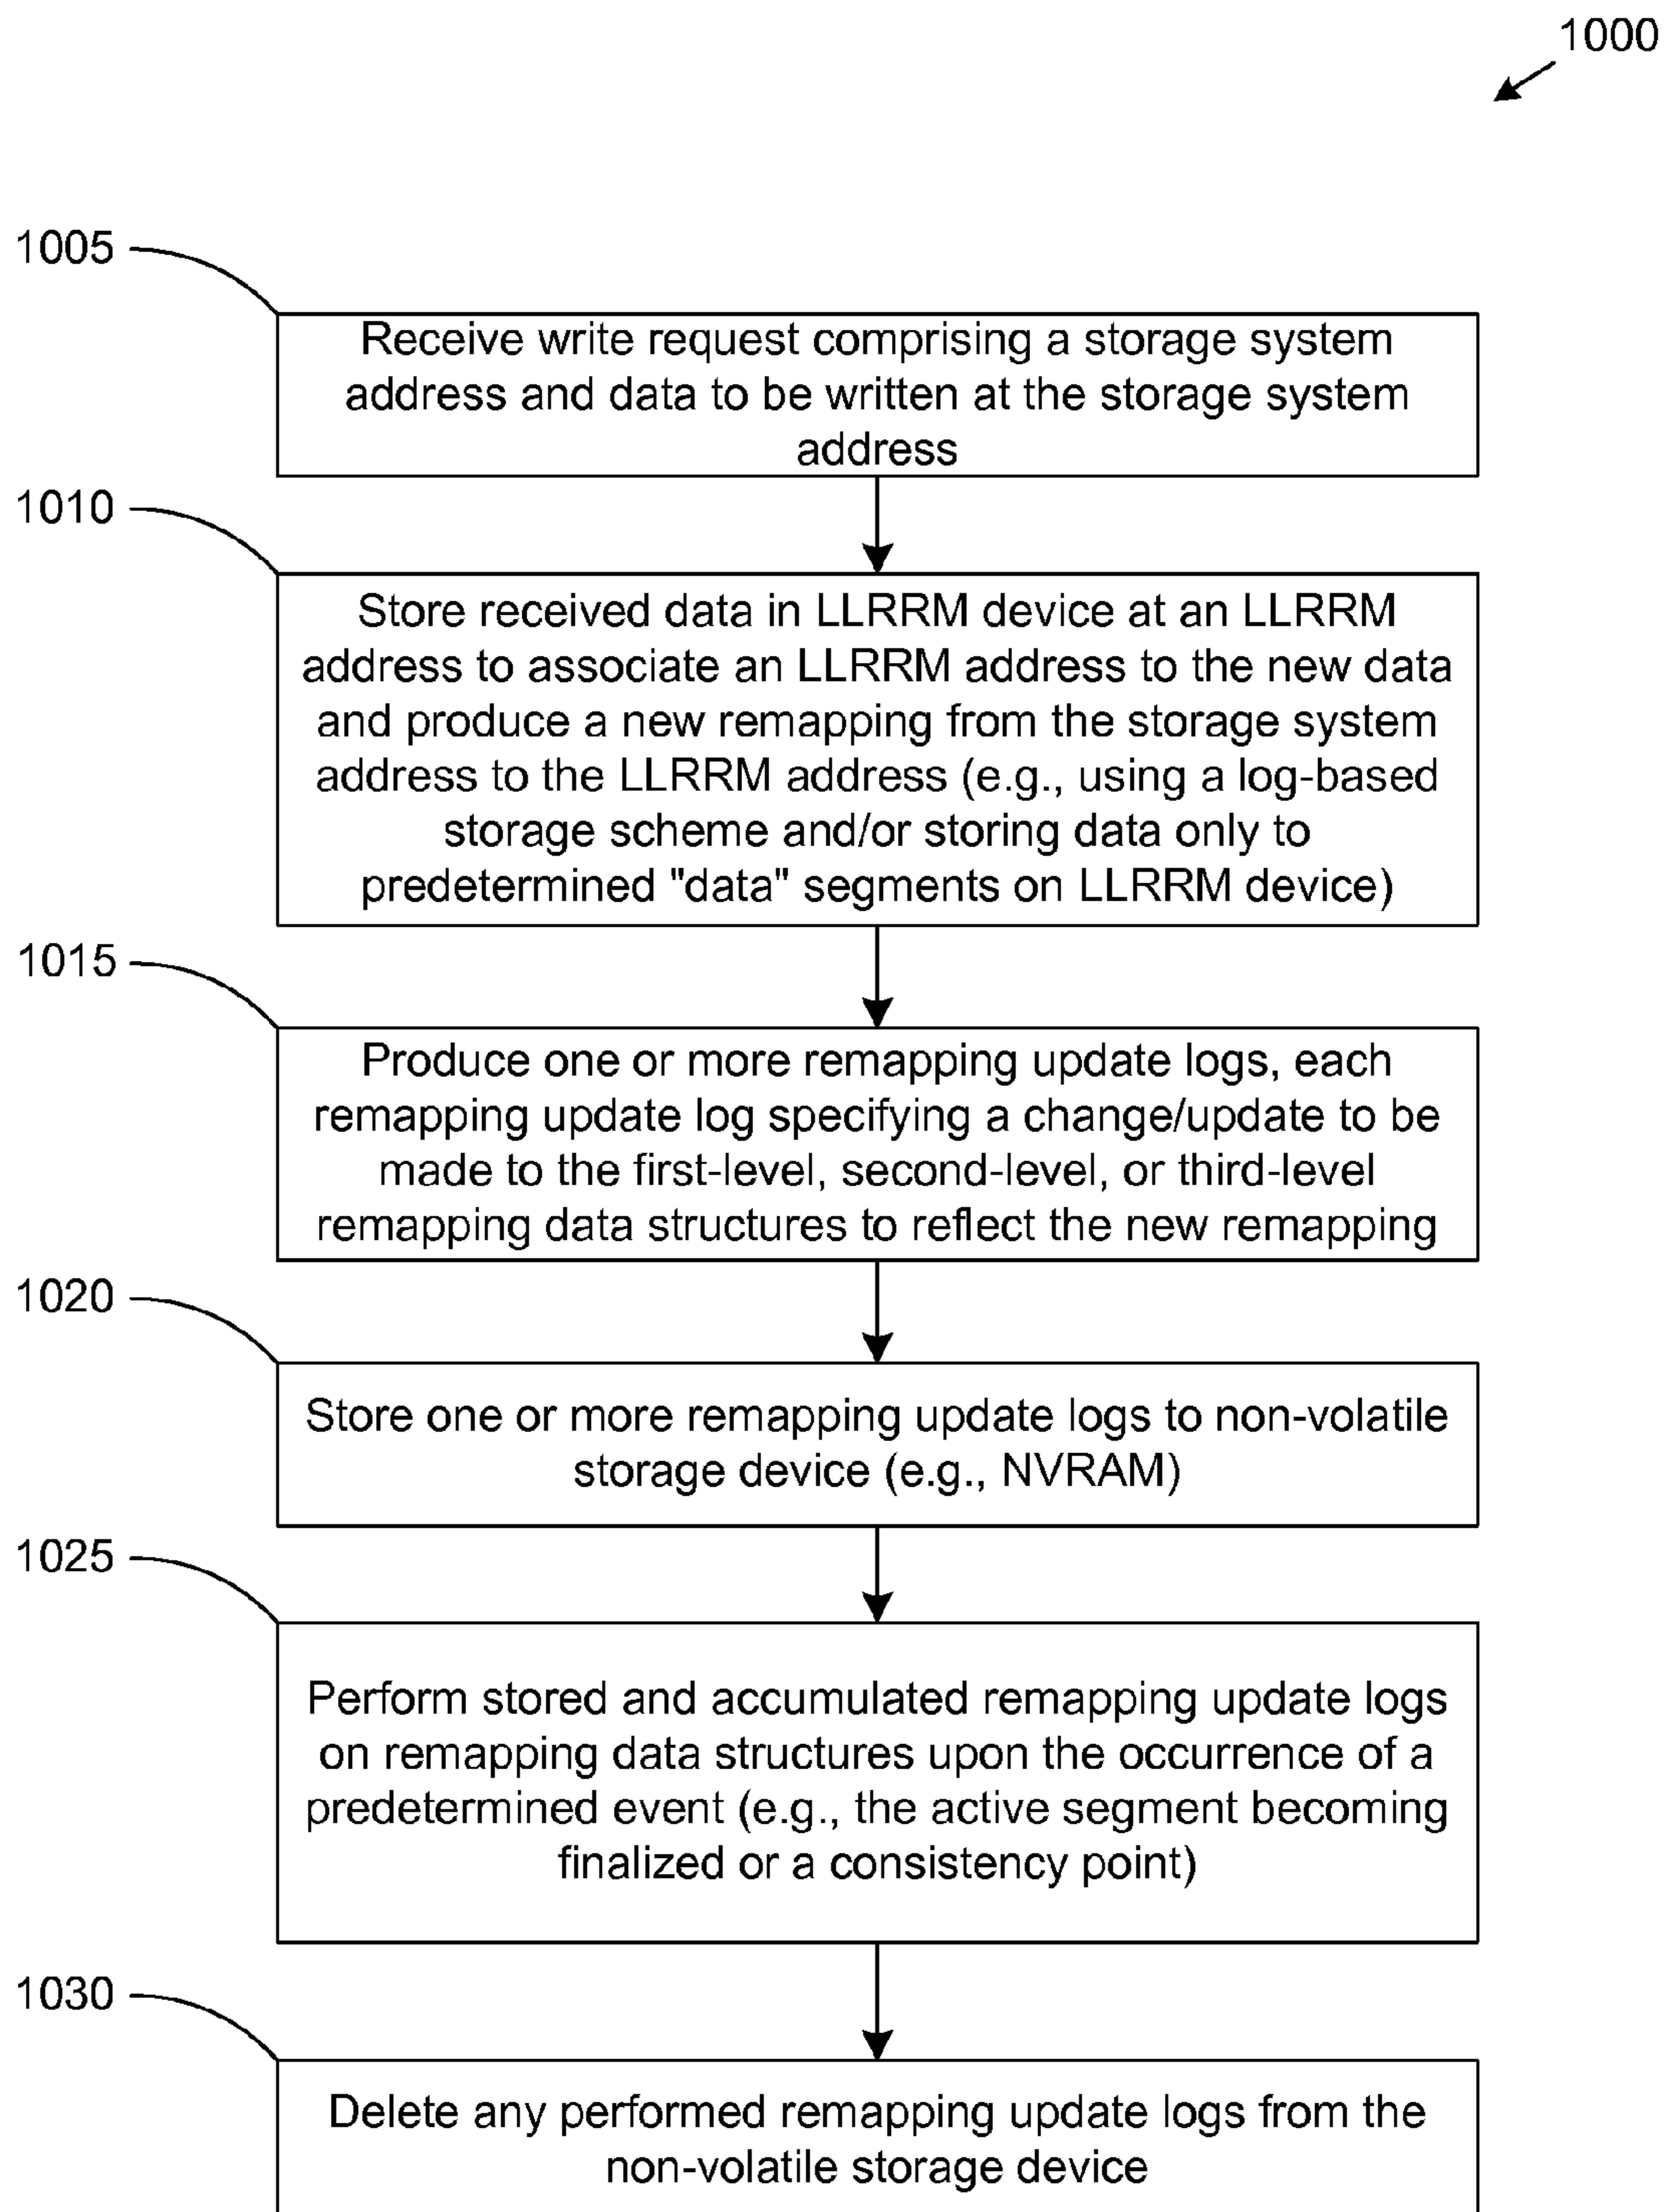 1000
1005
Receive write request comprising a storage system
address and data to be written at the storage system
address
1010
Store received data in LLRRM device at an LLRRM
address to associate an LLRRM address to the new data
and produce a new remapping from the storage system
address to the LLRRM address (e.g., using a log-based
storage scheme and/or storing data only to
predetermined "data" segments on LLRRM device)
1015
Produce one or more remapping update logs, each
remapping update log specifying a change/update to be
made to the first-level, second-level, or third-level
remapping data structures to reflect the new remapping
1020
Store one or more remapping update logs to non-volatile
storage device (e.g., NVRAM)
1025
Perform stored and accumulated remapping update logs
on remapping data structures upon the occurrence of a
predetermined event (e.g., the active segment becoming
finalized or a consistency point)
1030
Delete any performed remapping update logs from the
non-volatile storage device